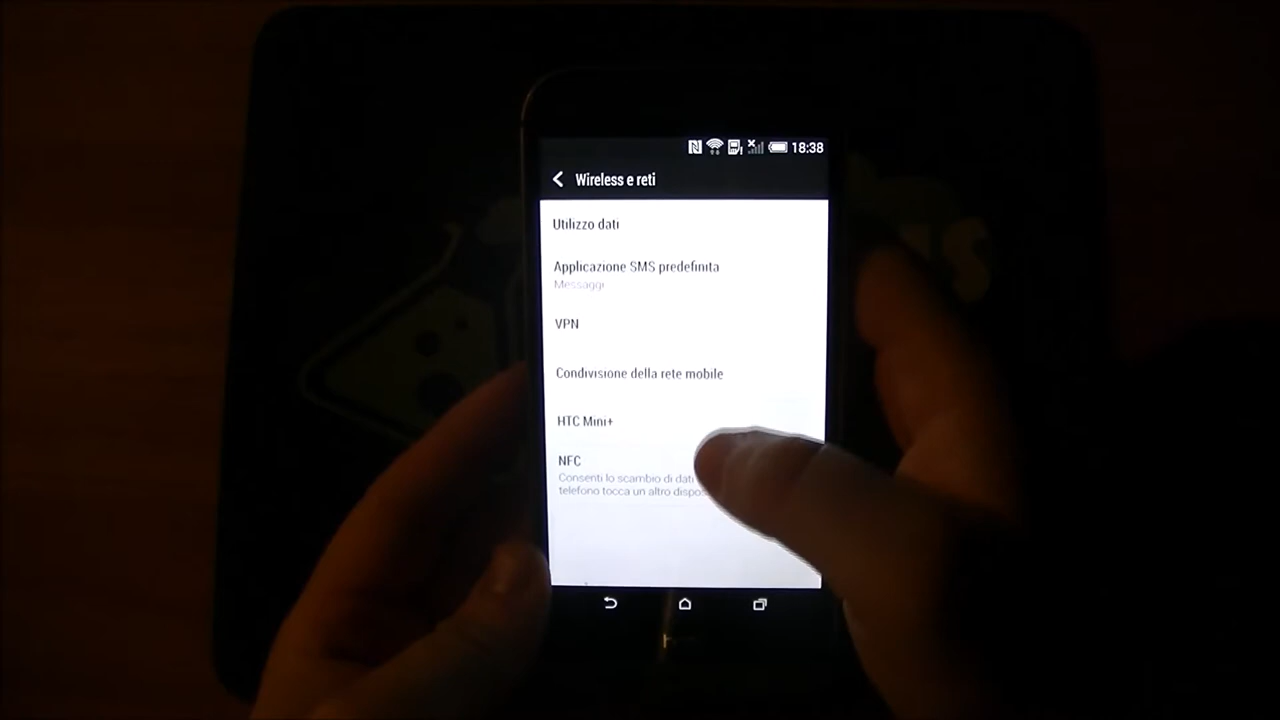 18:38
Wireless e reti
Utilizzo dati
Applicazione SMS predefinita
Messaggi
VPN
Condivisione della rete mobile
HTC Mini+
NFC
Consenti lo scambio di dati
telefono tocca un altro